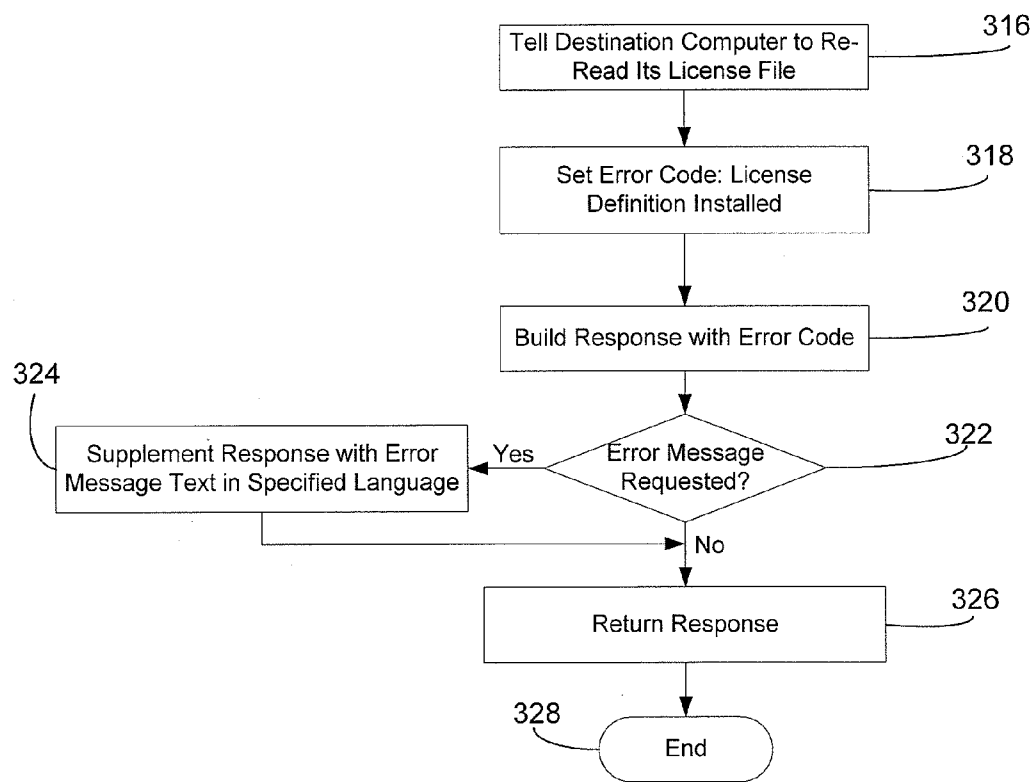 316
Tell Destination Computer to Re-
Read Its License File
318
Set Error Code: License
Definition Installed
320
Build Response with Error Code
324
Supplement Response with Error
Message Text in Specified Language
Yes
Error Message
Requested?
322
No
326
Return Response
328
End